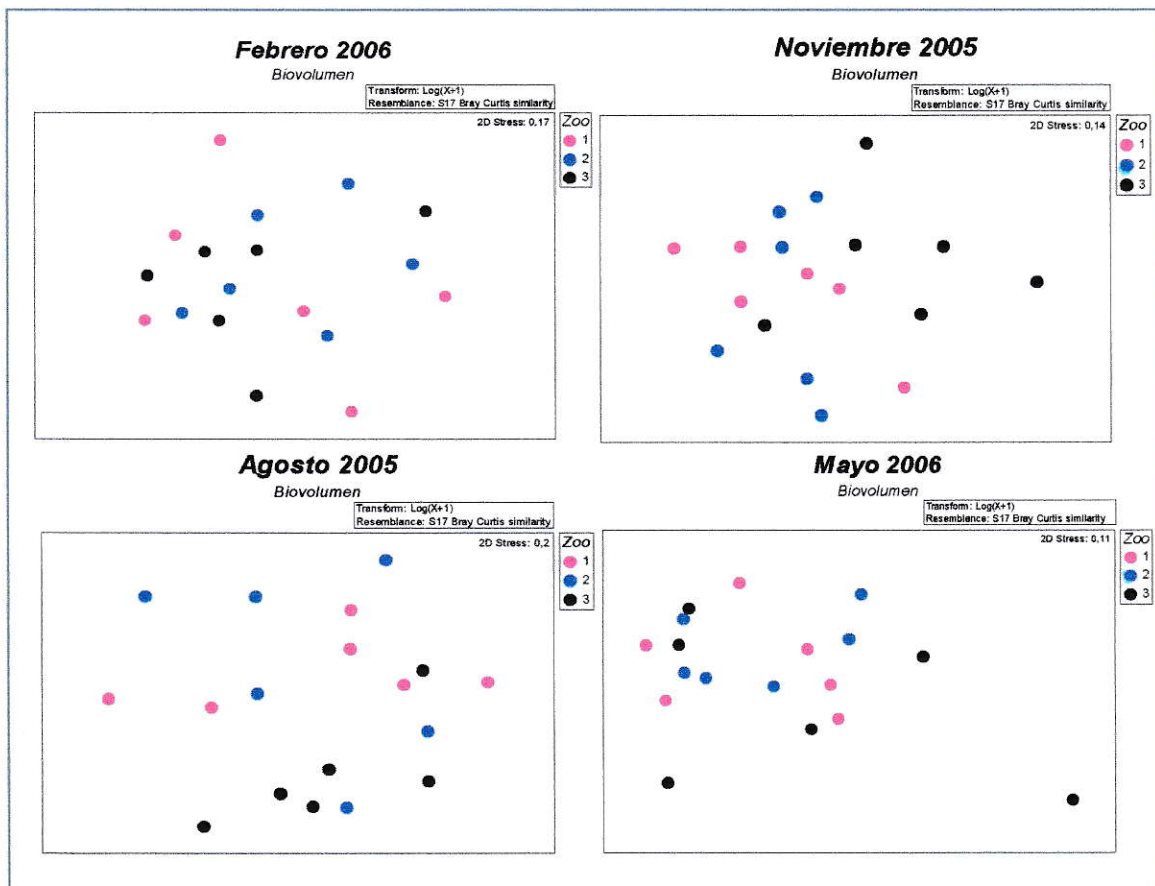 Febrero 2006
Biovolumen
Transform: Log(X+1)
Resemblance: S17 Bray Curtis similarity
2D Stress: 0,17
Zoo
1
2
3
Noviembre 2005
Biovolumen
Transform: Log(X+1)
Resemblance: S17 Bray Curtis similarity
2D Stress: 0,14
Zoo
1
2
3
Agosto 2005
Biovolumen
Transform: Log(X+1)
Resemblance: S17 Bray Curtis similarity
2D Stress: 0,2
Zoo
1
2
3
Mayo 2006
Biovolumen
Transform: Log(X+1)
Resemblance: S17 Bray Curtis similarity
2D Stress: 0,11
Zoo
1
2
3